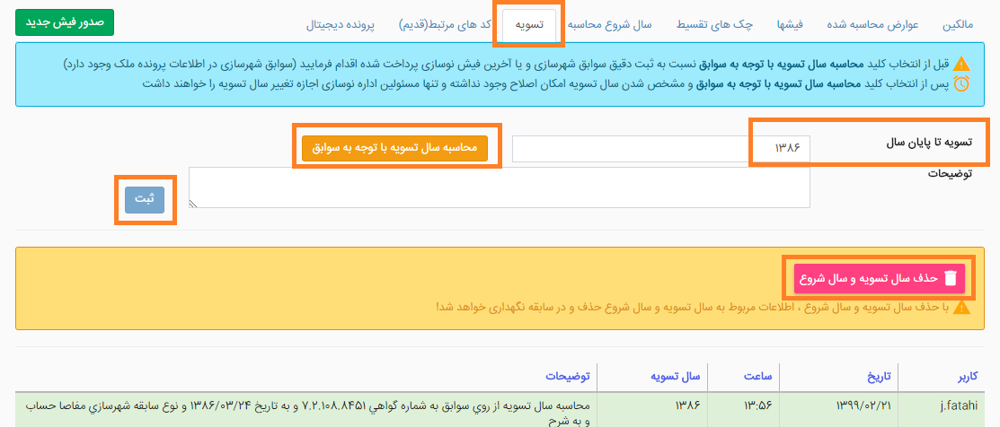 مالکین
عوارض محاسبه شده
فیشها
چک های تقسیط
سال شروع محاسبه
تسویه
کد های مرتبط(قدیم)
پرونده دیجیتال
صدور فیش جدید
قبل از انتخاب کلید محاسبه سال تسویه با توجه به سوابق نسبت به ثبت دقیق سوابق شهرسازی و یا آخرین فیش نوسازی پرداخت شده اقدام فرمایید (سوابق شهرسازی در اطلاعات پرونده ملک وجود دارد)
پس از انتخاب کلید محاسبه سال تسویه با توجه به سوابق و مشخص شدن سال تسویه امکان اصلاح وجود نداشته و تنها مسئولین اداره نوسازی اجازه تغییر سال تسویه را خواهند داشت
تسویه تا پایان سال
۱۳۸۶
محاسبه سال تسویه با توجه به سوابق
توضیحات
ثبت
حذف سال تسویه و سال شروع
با حذف سال تسویه و سال شروع ، اطلاعات مربوط به سال تسویه و سال شروع حذف و در سابقه نگهداری خواهد شد!
کاربر تاریخ ساعت سال تسویه توضیحات
j.fatahi ۱۳۹۹/۰۲/۲۱ ۱۳:۵۶ ۱۳۸۶ محاسبه سال تسویه از روي سوابق به شماره گواهي ۷.۲.۱۰۸.۸۴۵۱ و به تاریخ ۱۳۸۶/۰۳/۲۴ و نوع سابقه شهرسازي مفاصا حساب
و به شرح